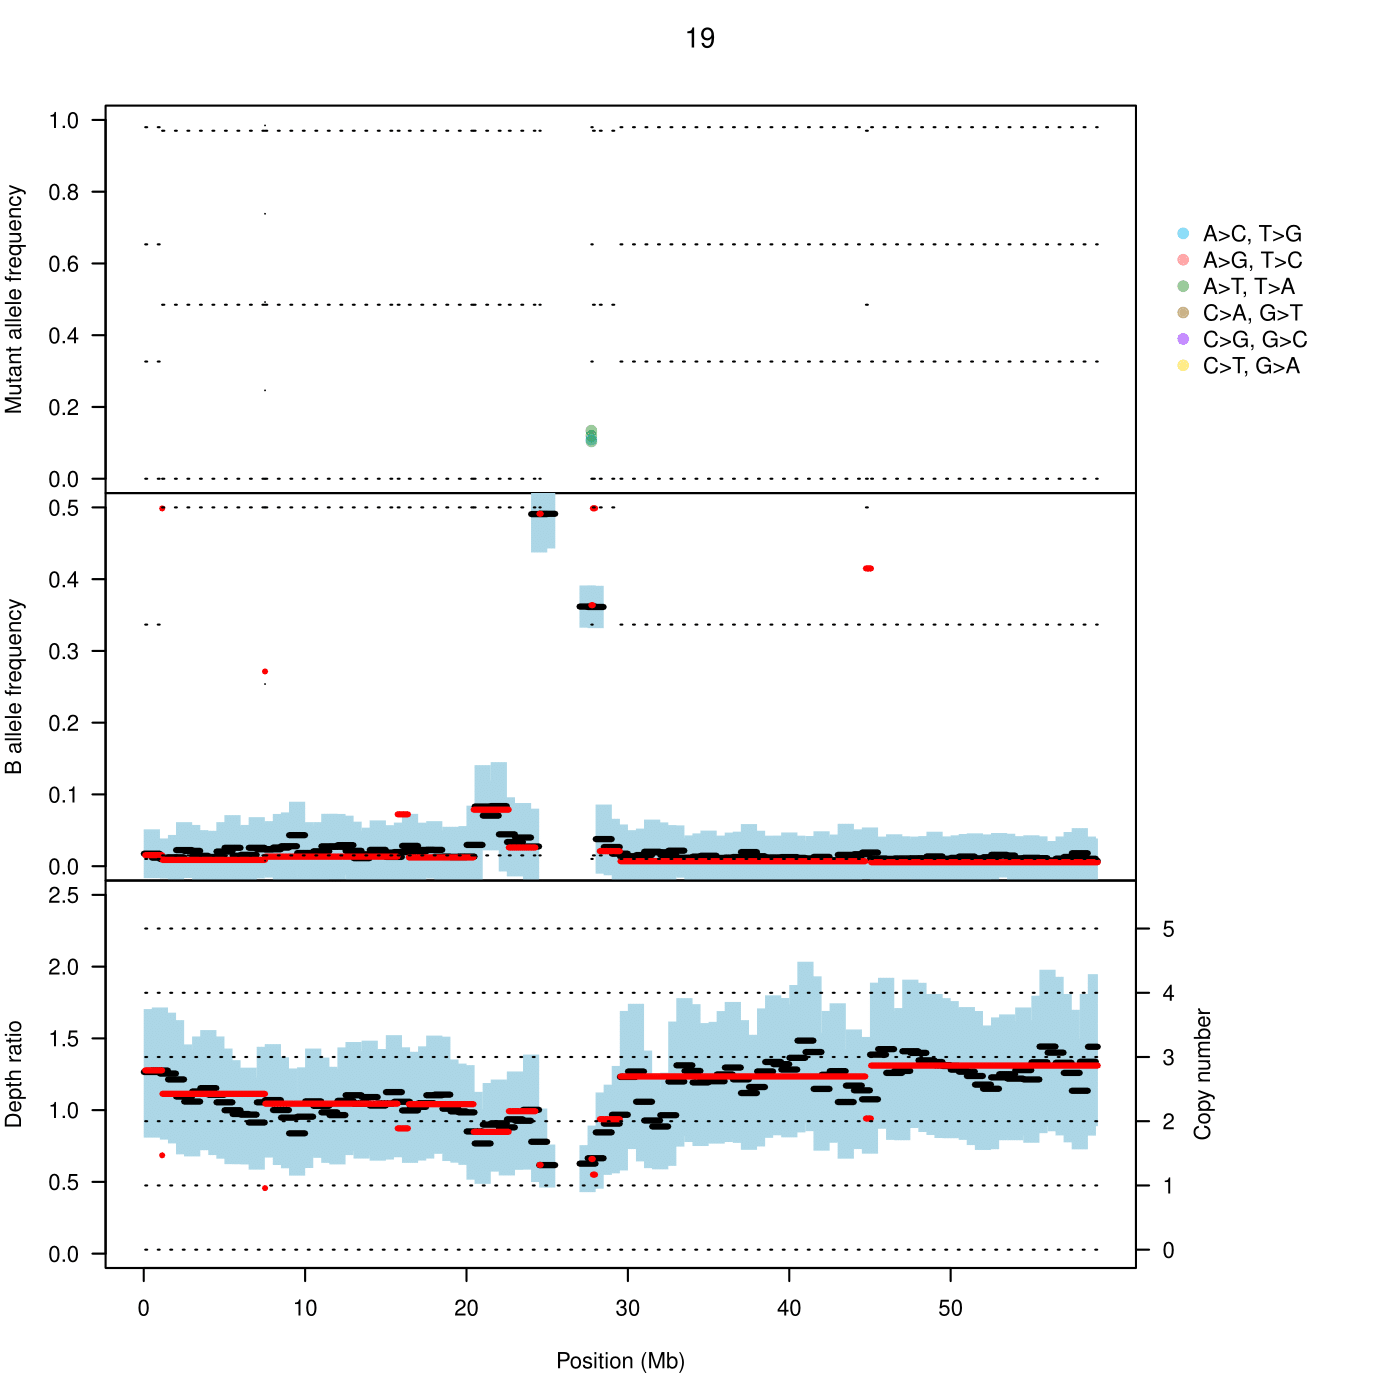 19
1.0
0.8
0.6
0.4
0.2
0.0
Mutant allele frequency
A>C, T>G
A>G, T>C
A>T, T>A
C>A, G>T
C>G, G>C
C>T, G>A
0.5
0.4
0.3
0.2
0.1
0.0
B allele frequency
2.5
2.0
1.5
1.0
0.5
0.0
Depth ratio
5
4
3
2
1
0
Copy number
0 10 20 30 40 50
Position (Mb)